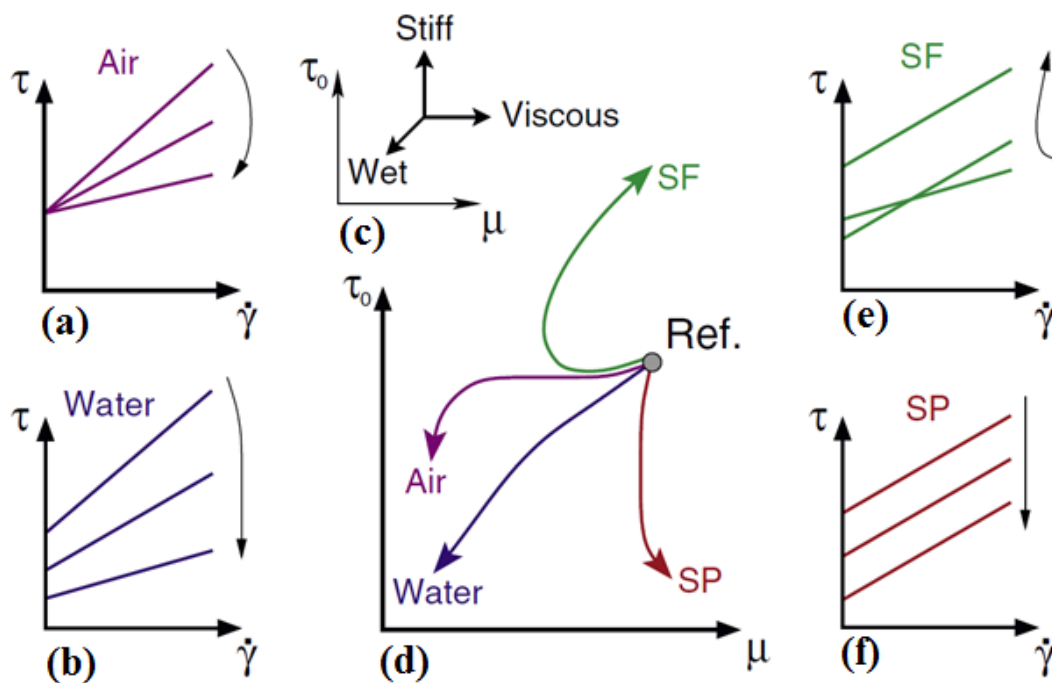 Air
τ
γ̇
(a)
Water
τ
γ̇
(b)
Stiff
τ₀
Viscous
Wet
μ
(c)
SF
τ₀
Ref.
Air
Water
SP
μ
(d)
SF
τ
γ̇
(e)
SP
τ
γ̇
(f)